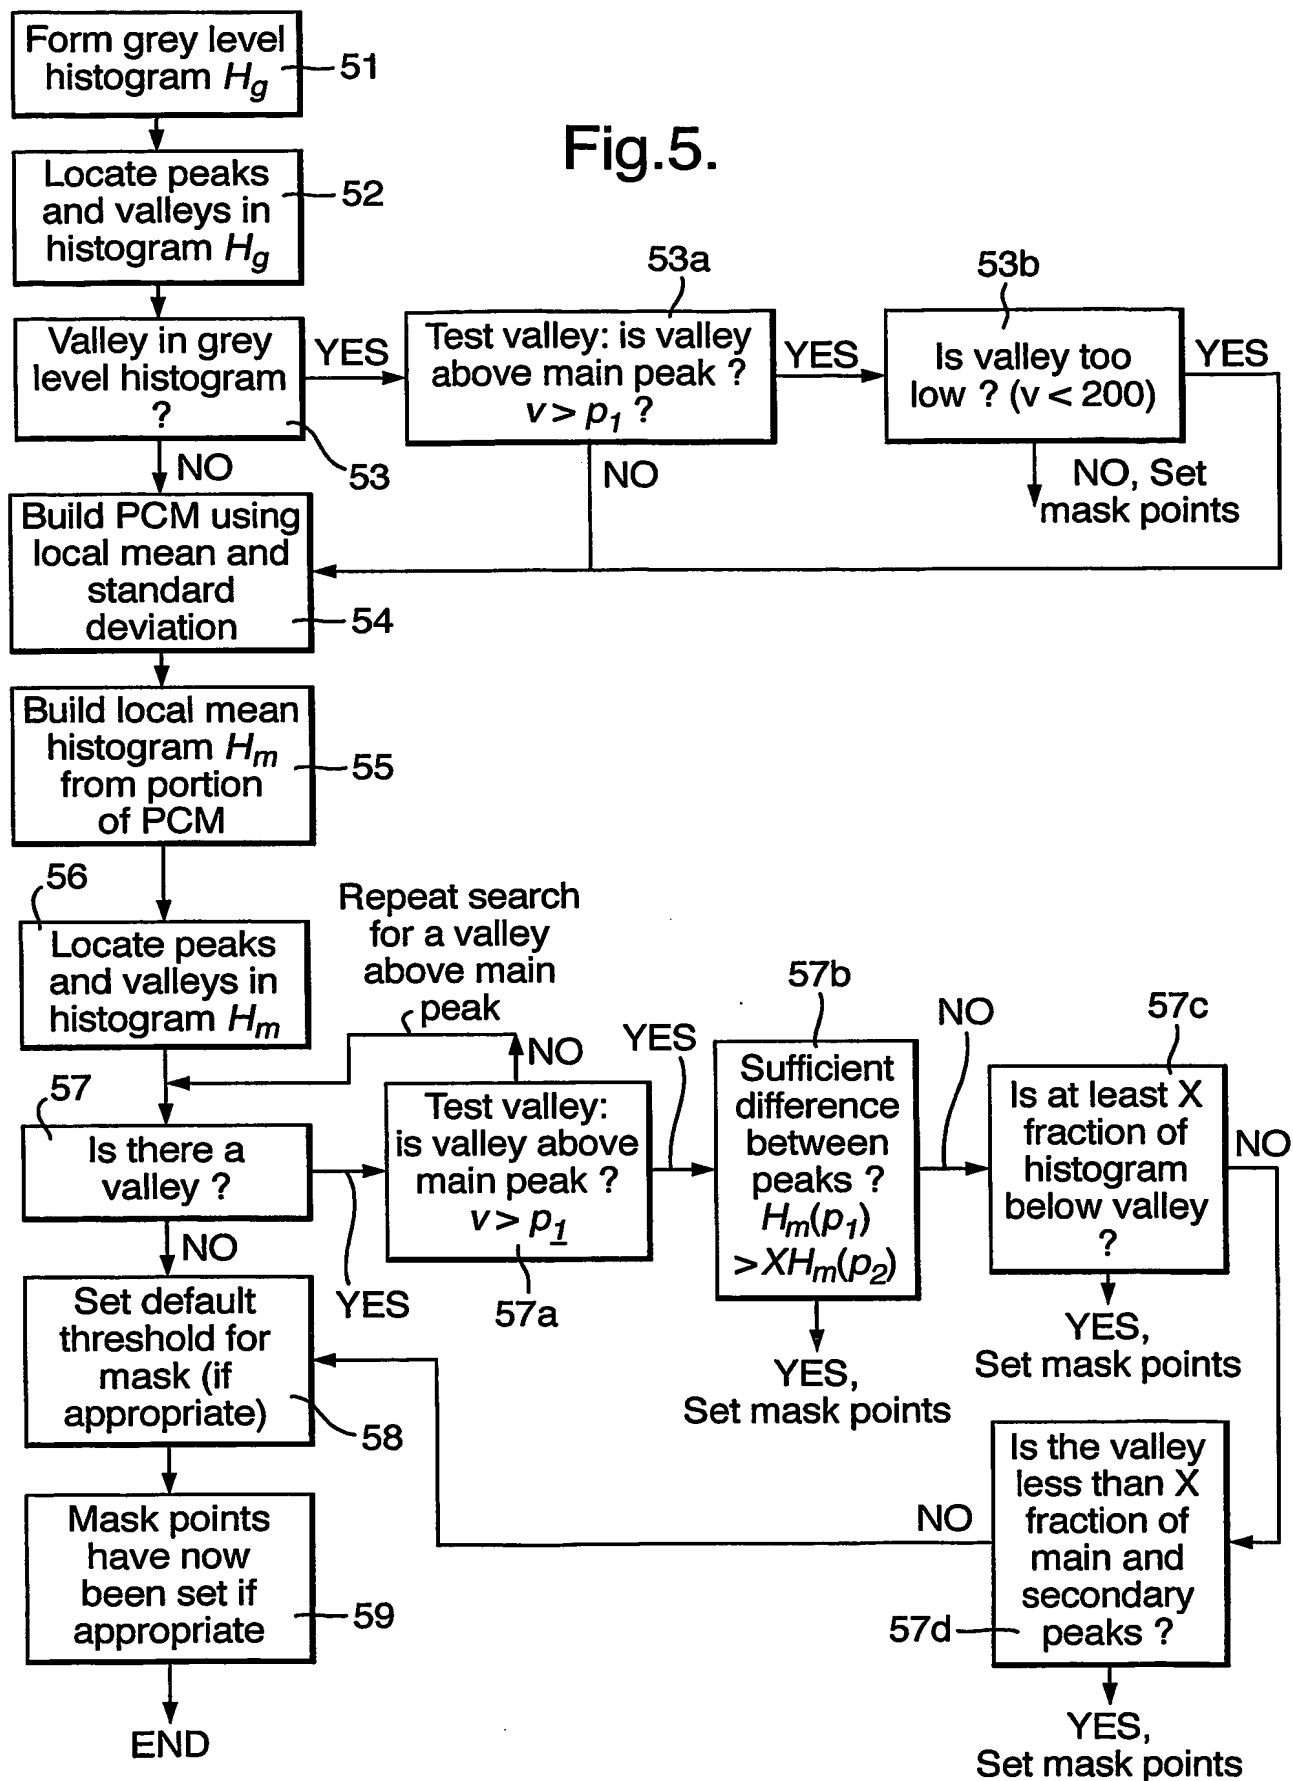 Form grey level
histogram Hg
51
Fig.5.
Locate peaks
and valleys in
histogram Hg
52
Valley in grey
level histogram
?
53
YES
NO
53a
Test valley: is valley
above main peak ?
v > p1 ?
YES
NO
53b
Is valley too
low ? (v < 200)
YES
NO, Set
mask points
Build PCM using
local mean and
standard
deviation
54
Build local mean
histogram Hm
from portion
of PCM
55
56
Locate peaks
and valleys in
histogram Hm
Repeat search
for a valley
above main
peak
57
Is there a
valley ?
YES
NO
NO
Test valley:
is valley above
main peak ?
v > p1
57a
YES
57b
Sufficient
difference
between
peaks ?
Hm(p1)
> XHm(p2)
YES,
Set mask points
NO
57c
Is at least X
fraction of
histogram
below valley
?
NO
YES,
Set mask points
Set default
threshold for
mask (if
appropriate)
58
Is the valley
less than X
fraction of
main and
secondary
peaks ?
57d
NO
YES,
Set mask points
Mask points
have now
been set if
appropriate
59
END